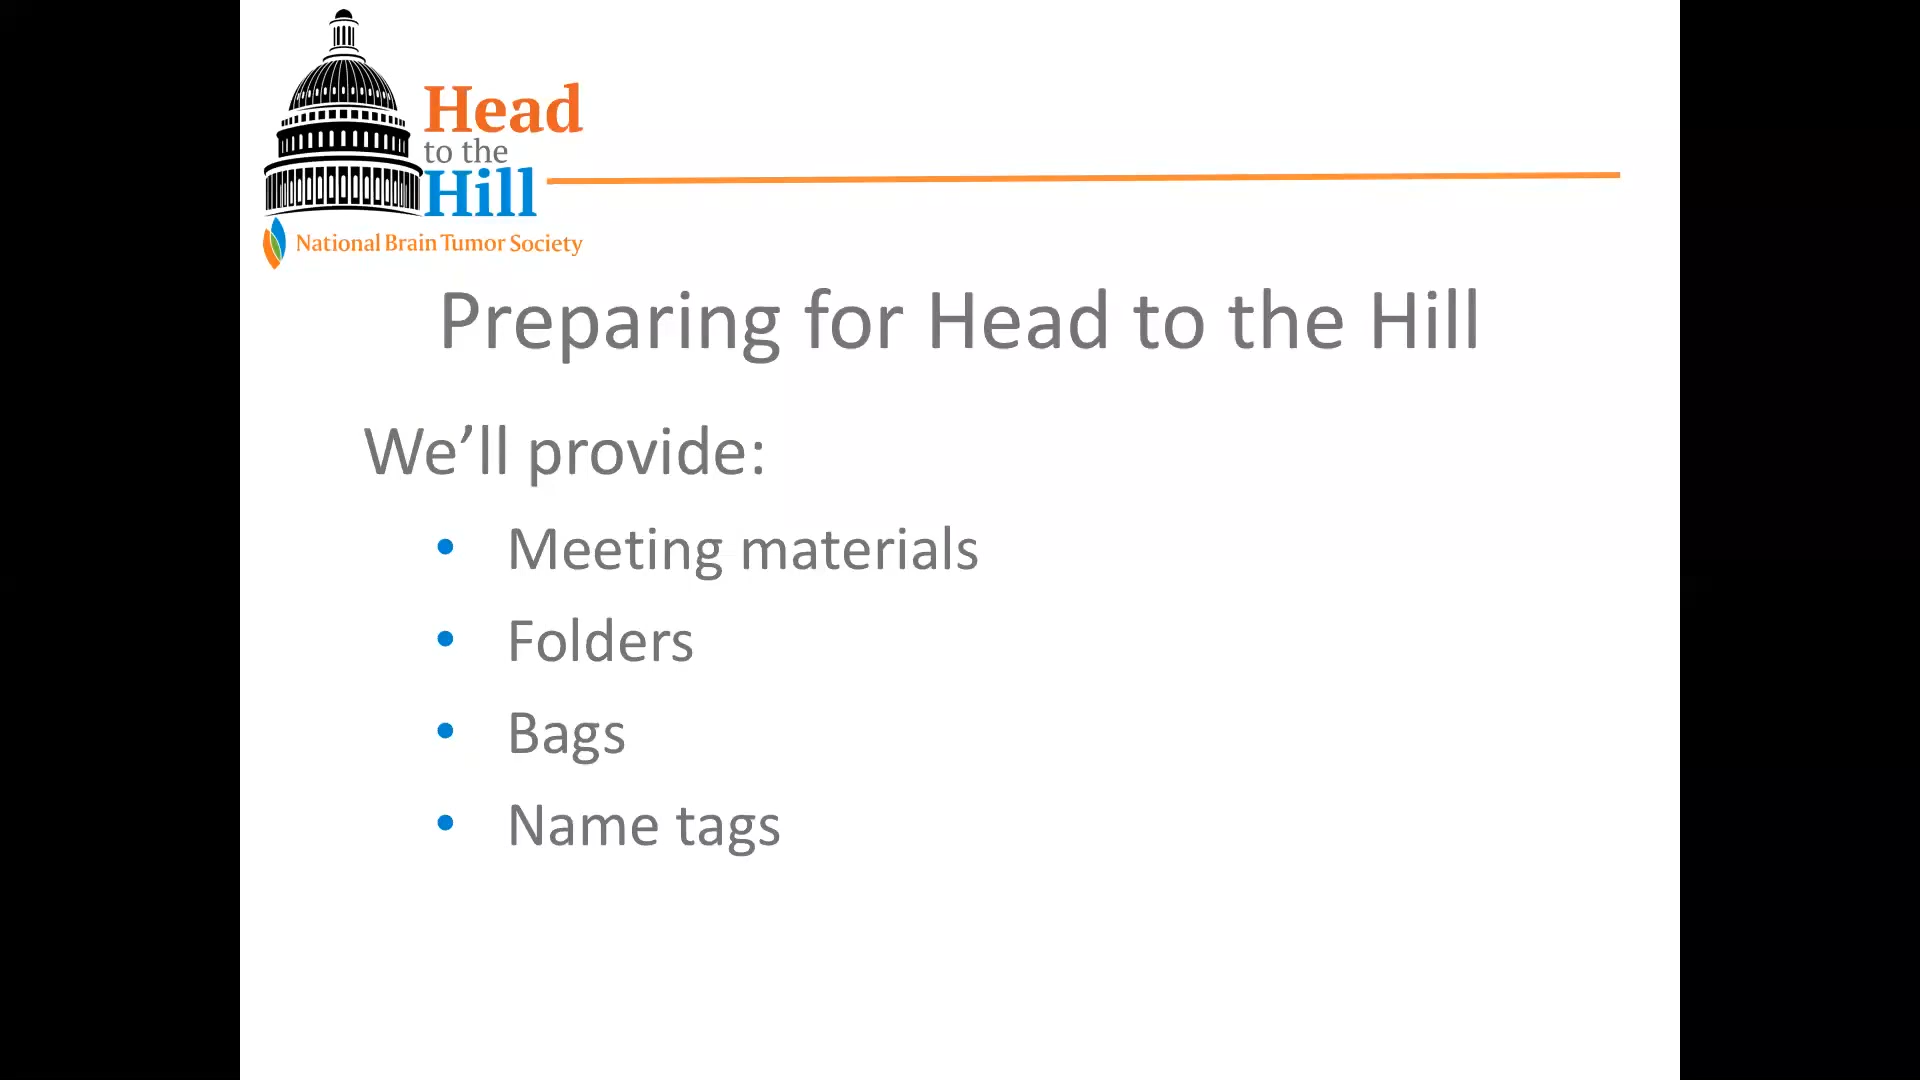 Head
to the
Hill
National Brain Tumor Society
Preparing for Head to the Hill
We’ll provide:
• Meeting materials
• Folders
• Bags
• Name tags